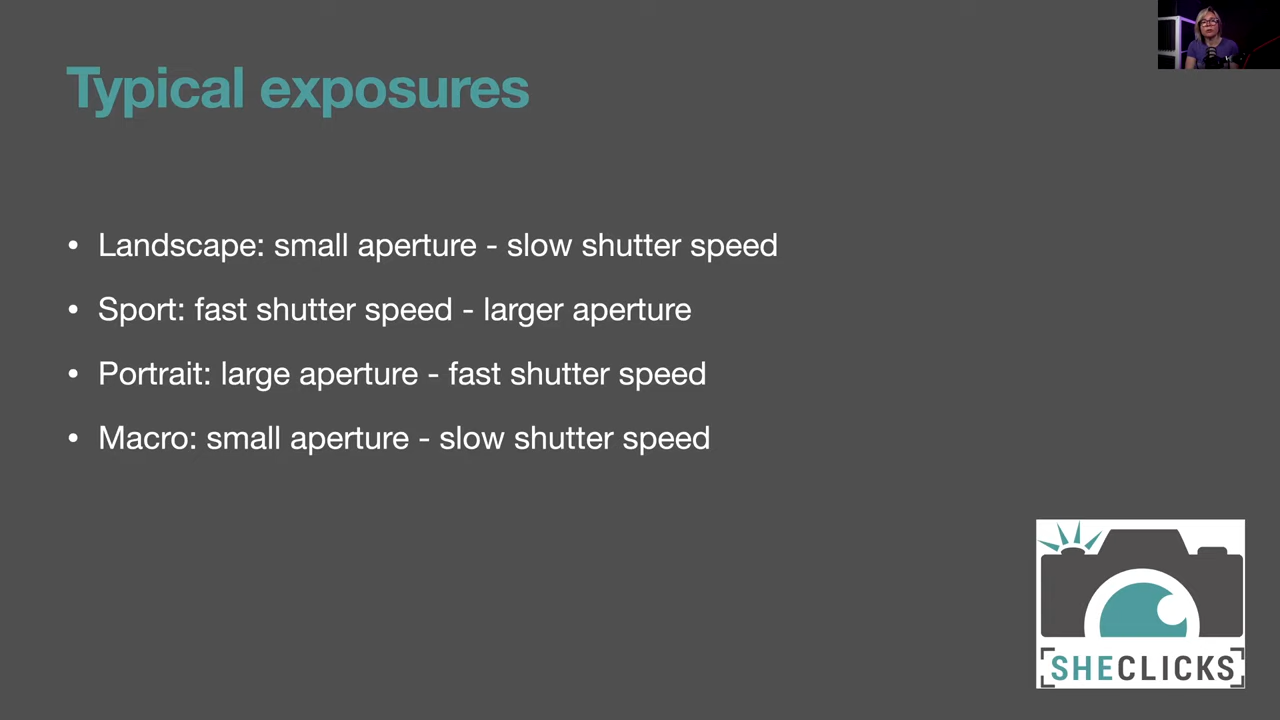 Typical exposures
• Landscape: small aperture - slow shutter speed
• Sport: fast shutter speed - larger aperture
• Portrait: large aperture - fast shutter speed
• Macro: small aperture - slow shutter speed
[SHECLICKS]